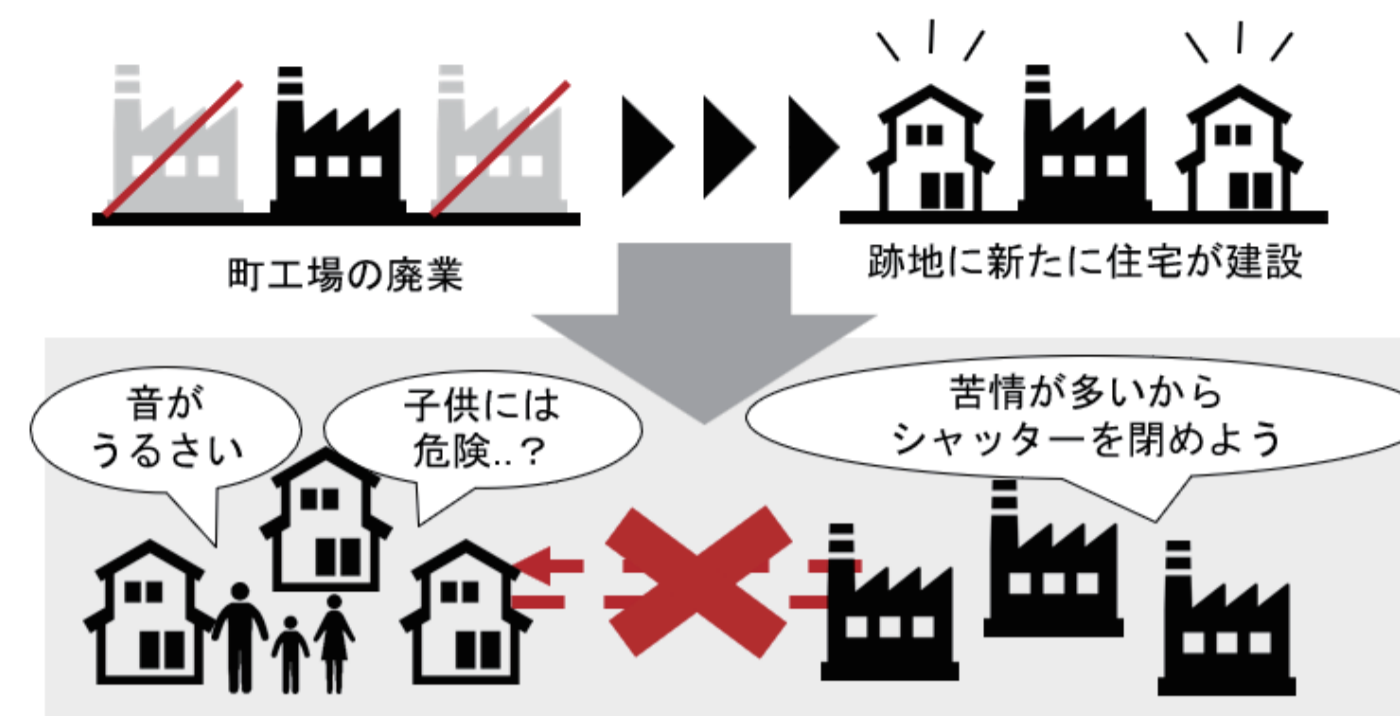 町工場の廃業
跡地に新たに住宅が建設
音が
うるさい
子供には
危険..？
苦情が多いから
シャッターを閉めよう